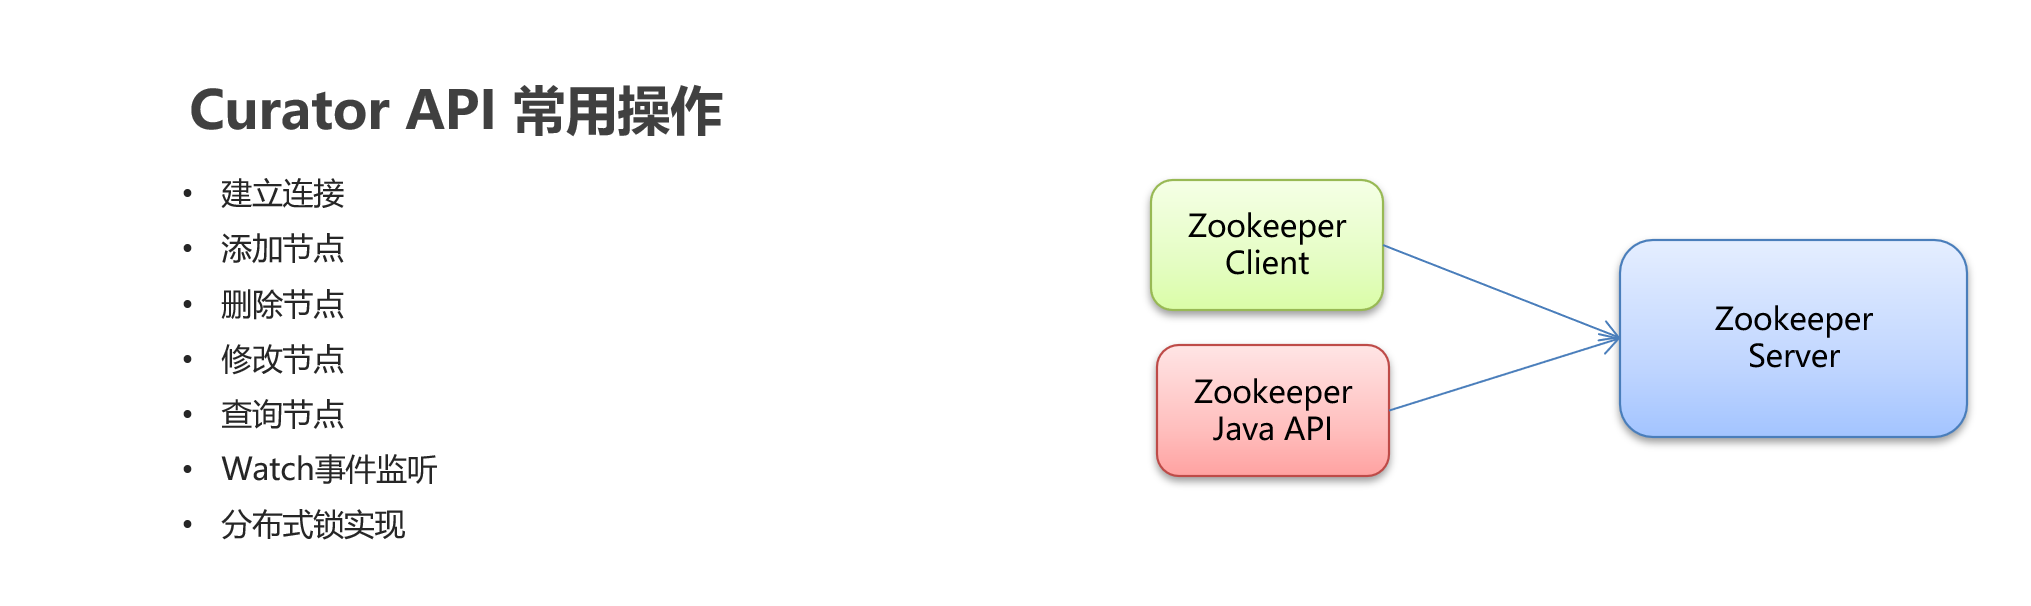 Curator API 常用操作
• 建立连接
• 添加节点
• 删除节点
• 修改节点
• 查询节点
• Watch事件监听
• 分布式锁实现
Zookeeper
Client
Zookeeper
Java API
Zookeeper
Server